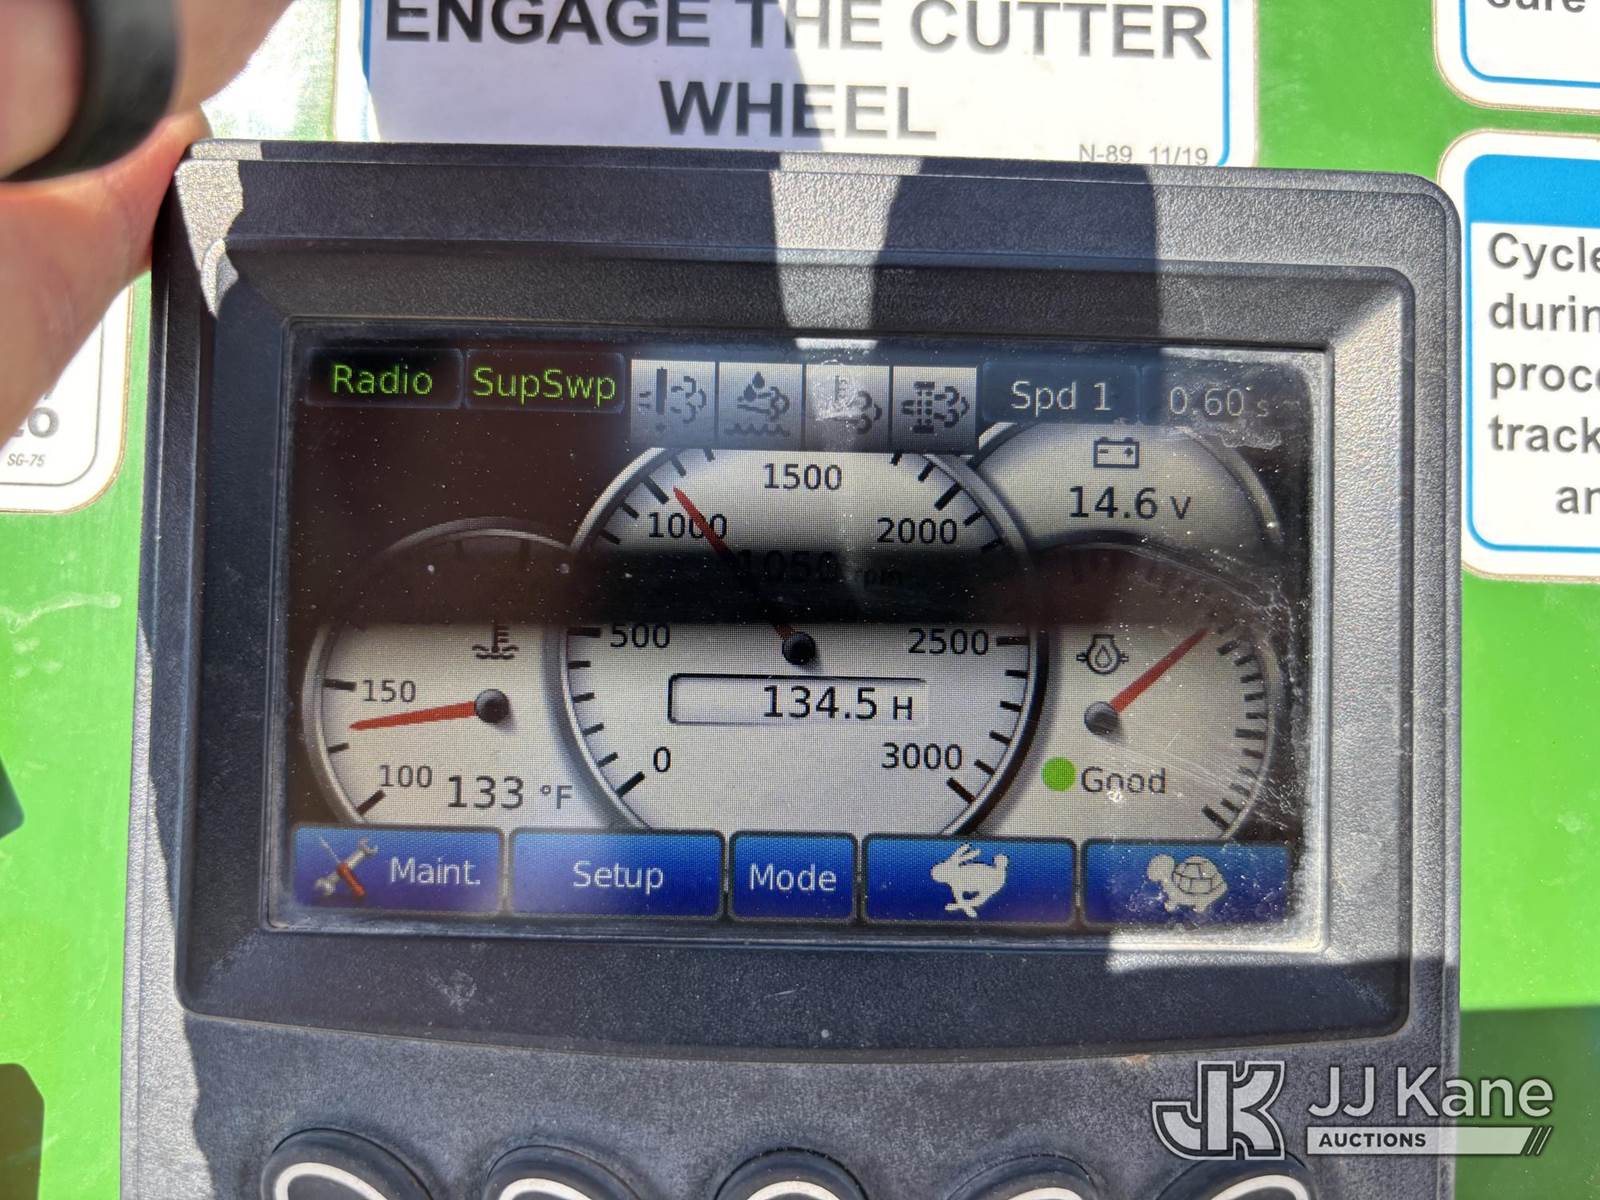 ENGAGE THE CUTTER
WHEEL
N-89 11/19
Cycle
durin
proc
track
an
SG-75
Radio
SupSwp
Spd 1
0.60 s
14.6 V
1500
1000
2000
1050 rpm
500
2500
134.5 H
0
3000
150
100
133 °F
Good
Maint.
Setup
Mode
JK
JJ Kane
AUCTIONS